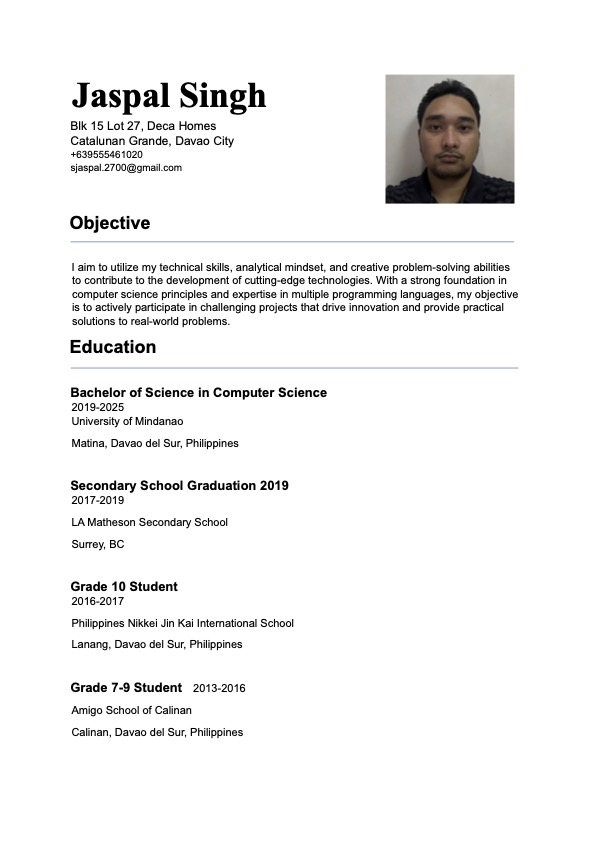 Jaspal Singh
Blk 15 Lot 27, Deca Homes
Catalunan Grande, Davao City
+639555461020
sjaspal.2700@gmail.com
Objective
I aim to utilize my technical skills, analytical mindset, and creative problem-solving abilities
to contribute to the development of cutting-edge technologies. With a strong foundation in
computer science principles and expertise in multiple programming languages, my objective
is to actively participate in challenging projects that drive innovation and provide practical
solutions to real-world problems.
Education
Bachelor of Science in Computer Science
2019-2025
University of Mindanao
Matina, Davao del Sur, Philippines
Secondary School Graduation 2019
2017-2019
LA Matheson Secondary School
Surrey, BC
Grade 10 Student
2016-2017
Philippines Nikkei Jin Kai International School
Lanang, Davao del Sur, Philippines
Grade 7-9 Student 2013-2016
Amigo School of Calinan
Calinan, Davao del Sur, Philippines